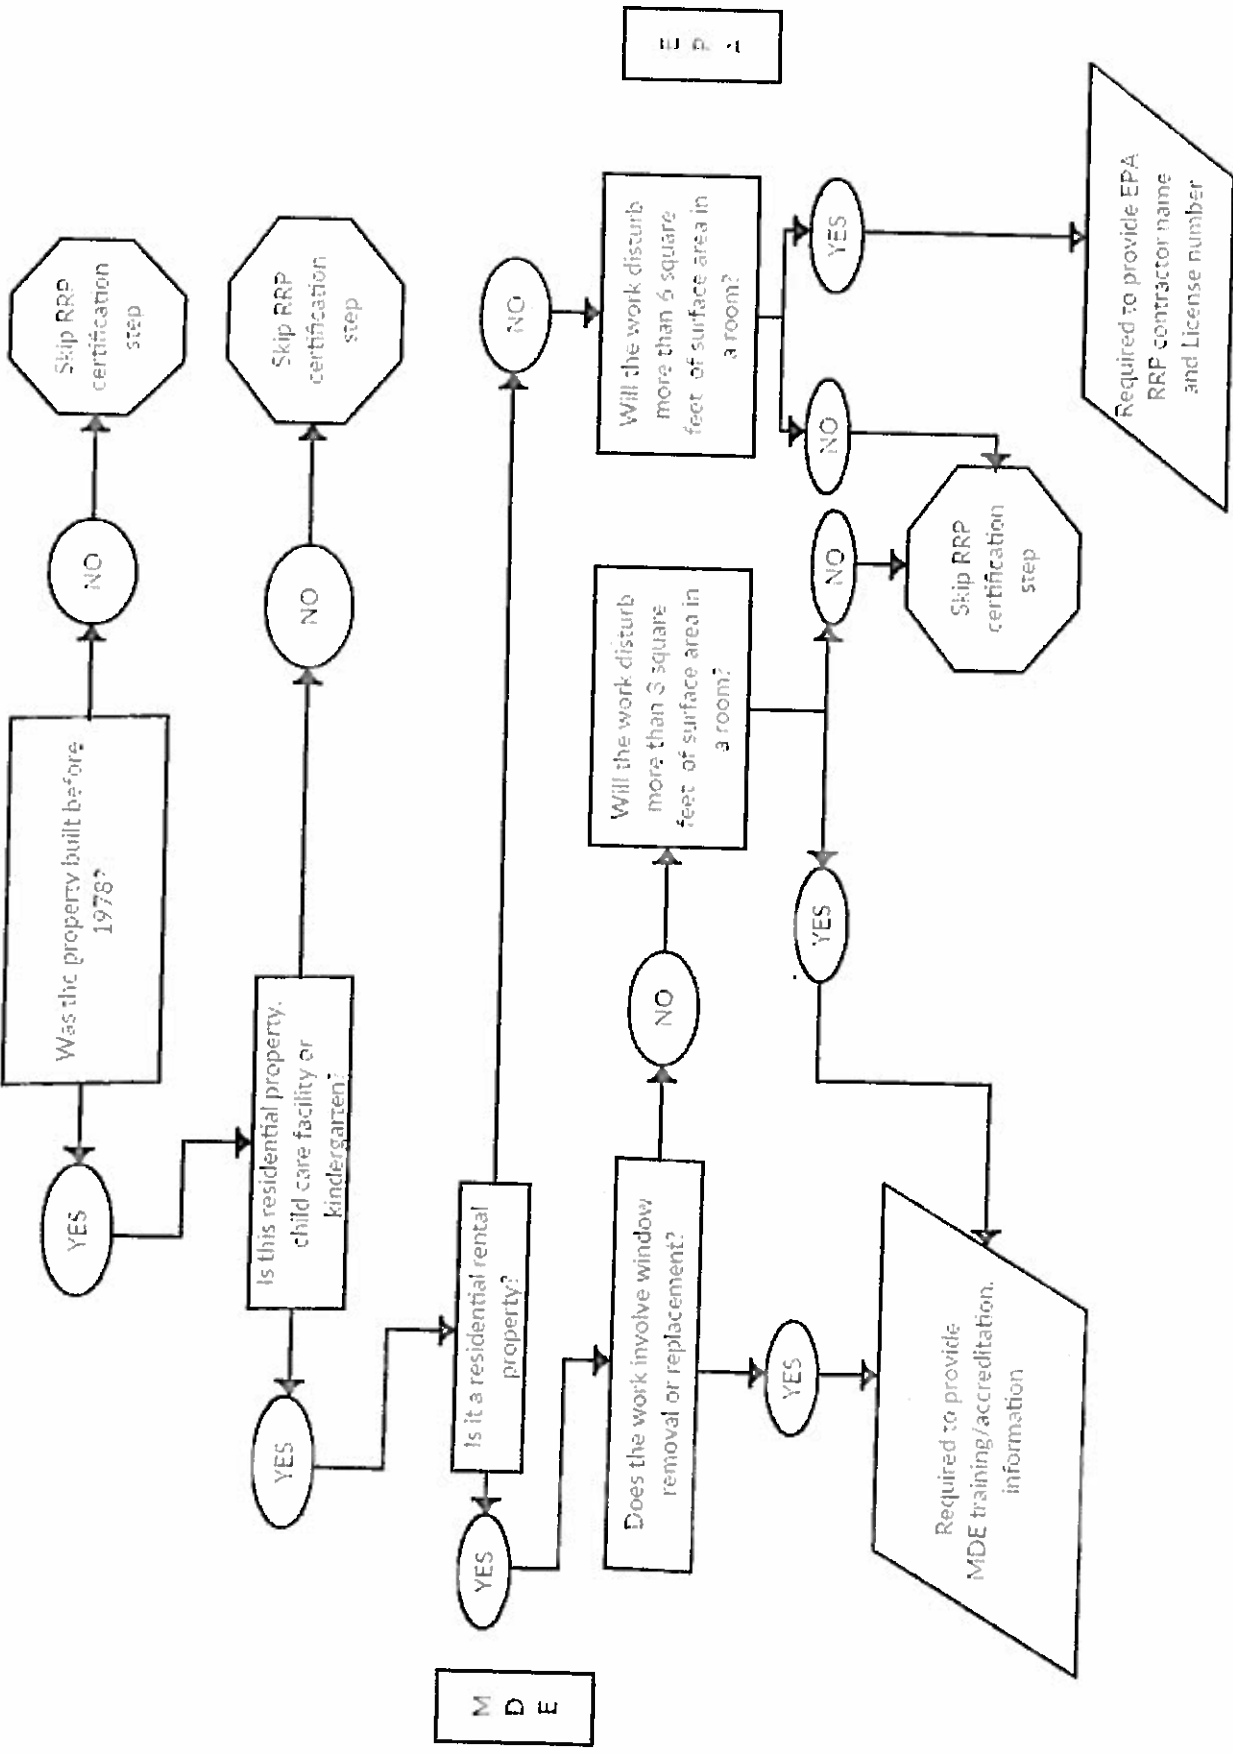 Was the property built before
1978?
NO
Skip RRP
certification
step
YES
Is this residential property,
child care facility or
kindergarten?
NO
Skip RRP
certification
step
YES
Is it a residential rental
property?
NO
YES
MDE
EPA
Does the work involve window
removal or replacement?
NO
Will the work disturb
more than 3 square
feet of surface area in
a room?
Will the work disturb
more than 6 square
feet of surface area in
a room?
YES
YES
NO
NO
YES
Required to provide
MDE training/accreditation.
information
Skip RRP
certification
step
Required to provide EPA
RRP contractor name
and License number